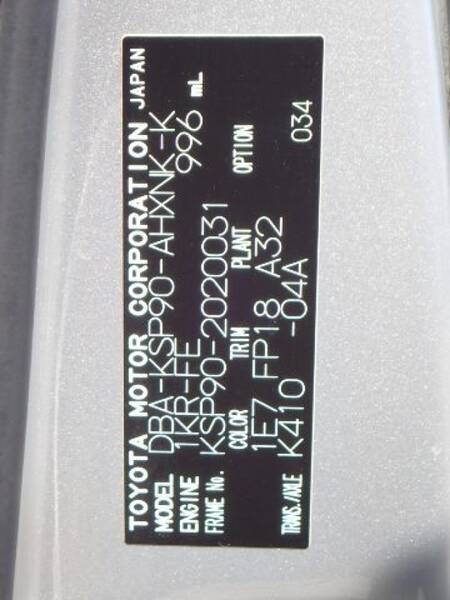 TOYOTA MOTOR CORPORATION JAPAN
MODEL DBA-KSP90-AHXNK-K
ENGINE 1KR-FE 996 mL
FRAME No. KSP90-2020031
COLOR TRIM PLANT OPTION
1E7 FP18 A32
TRANS./AXLE K410 -04A 034